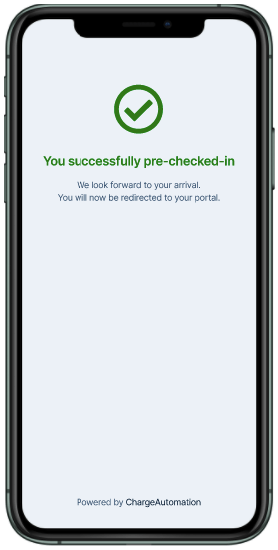 You successfully pre-checked-in
We look forward to your arrival.
You will now be redirected to your portal.
Powered by ChargeAutomation